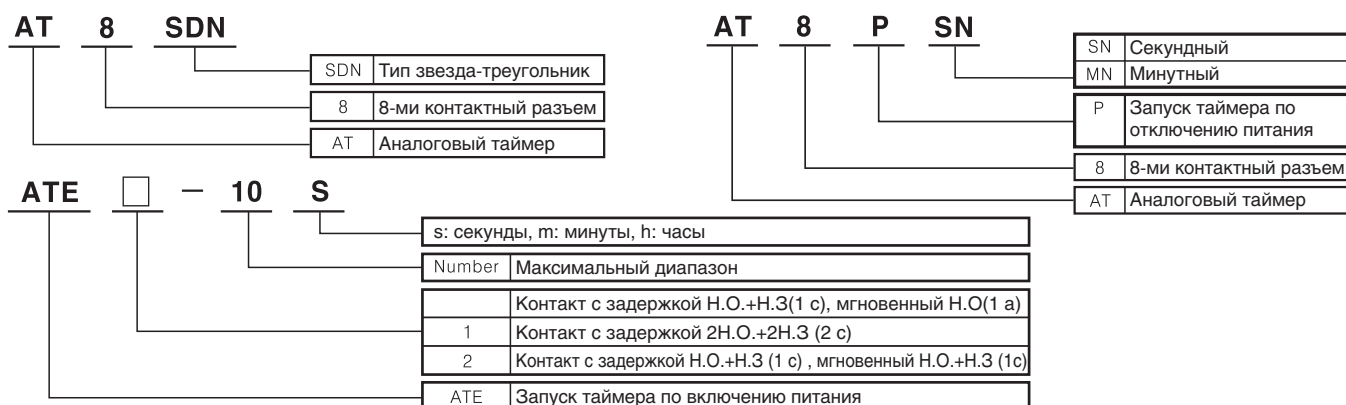 AT 8 SDN
SDN Тип звезда-треугольник
8 8-ми контактный разъем
AT Аналоговый таймер
AT 8 P SN
SN Секундный
MN Минутный
P Запуск таймера по
отключению питания
8 8-ми контактный разъем
AT Аналоговый таймер
ATE □ – 10 S
s: секунды, m: минуты, h: часы
Number Максимальный диапазон
Контакт с задержкой Н.О.+Н.З(1 с), мгновенный Н.О(1 а)
1 Контакт с задержкой 2Н.О.+2Н.З (2 с)
2 Контакт с задержкой Н.О.+Н.З (1 с) , мгновенный Н.О.+Н.З (1с)
ATE Запуск таймера по включению питания